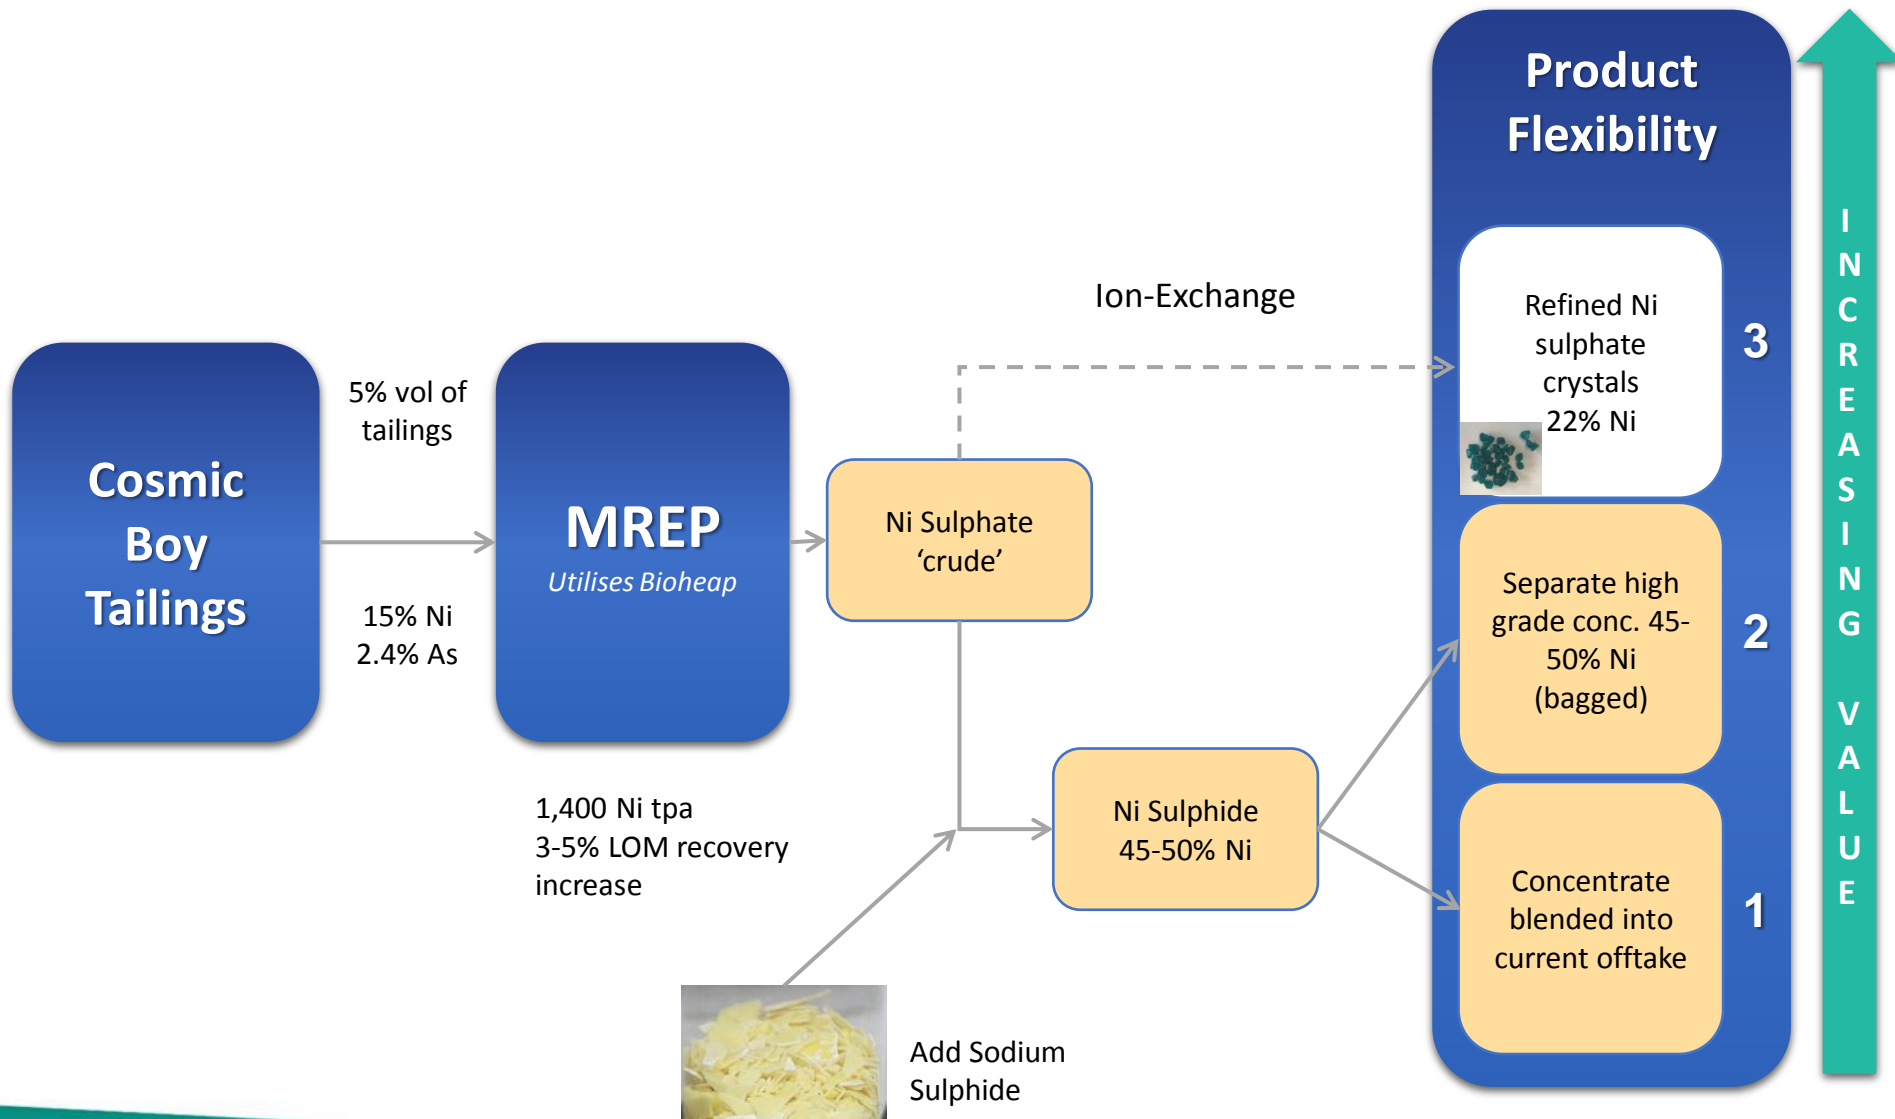 Cosmic
Boy
Tailings
5% vol of
tailings
15% Ni
2.4% As
MREP
Utilises Bioheap
1,400 Ni tpa
3-5% LOM recovery
increase
Ni Sulphate
‘crude’
Ion-Exchange
Add Sodium
Sulphide
Ni Sulphide
45-50% Ni
Product
Flexibility
Refined Ni
sulphate
crystals
22% Ni
3
Separate high
grade conc. 45-
50% Ni
(bagged)
2
Concentrate
blended into
current offtake
1
INCREASING VALUE